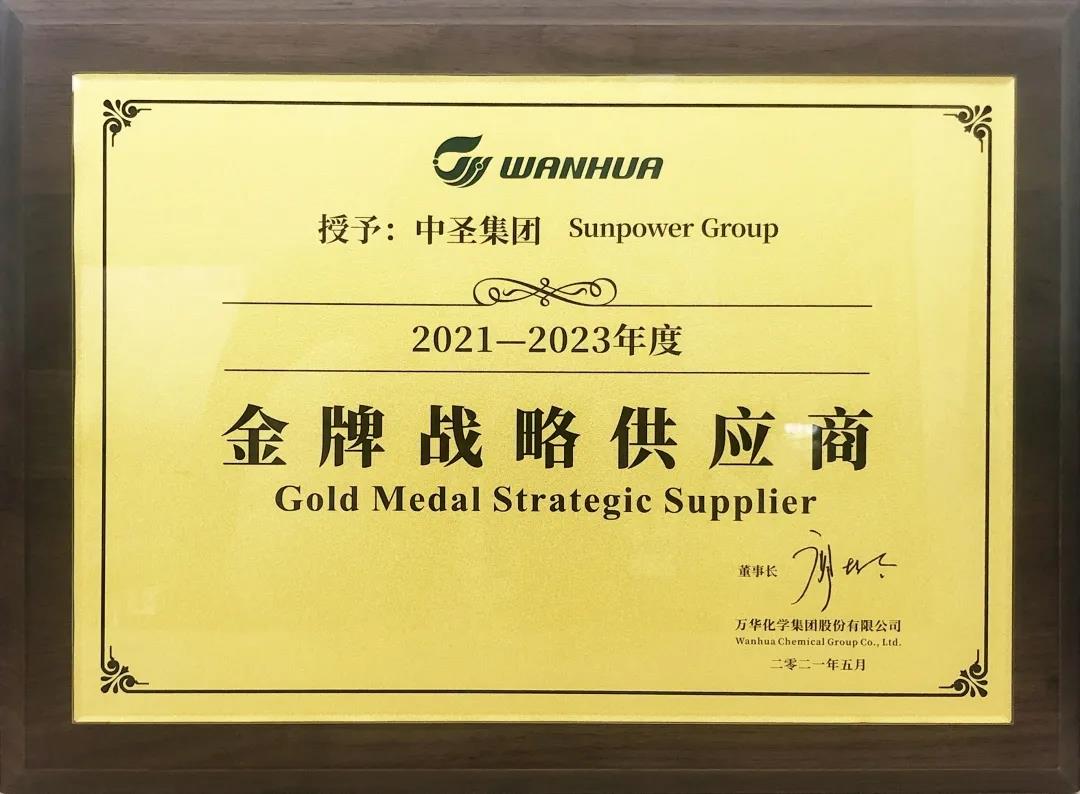 WANHUA
授予：中圣集团 Sunpower Group
2021—2023年度
金牌战略供应商
Gold Medal Strategic Supplier
董事长
万华化学集团股份有限公司
Wanhua Chemical Group Co., Ltd.
二零二一年五月